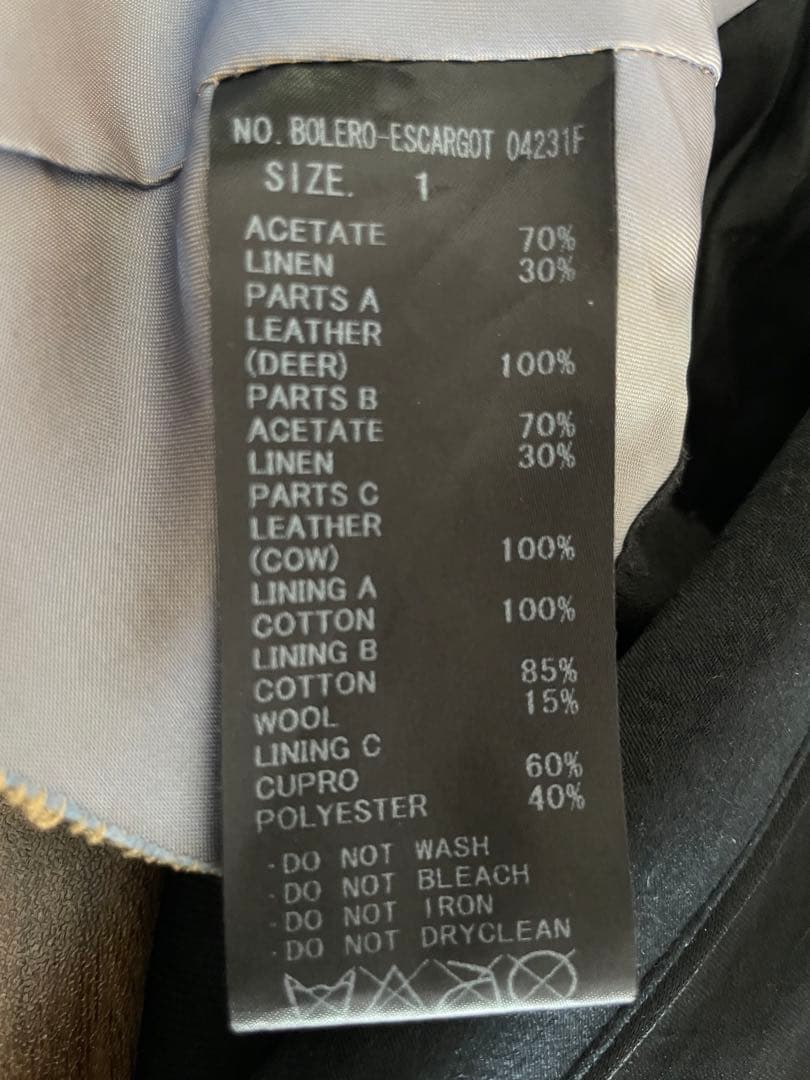 NO. BOLERO-ESCARGOT 04231F
SIZE. 1
ACETATE 70%
LINEN 30%
PARTS A
LEATHER
(DEER) 100%
PARTS B
ACETATE 70%
LINEN 30%
PARTS C
LEATHER
(COW) 100%
LINING A
COTTON 100%
LINING B
COTTON 85%
WOOL 15%
LINING C
CUPRO 60%
POLYESTER 40%
·DO NOT WASH
·DO NOT BLEACH
·DO NOT IRON
·DO NOT DRYCLEAN